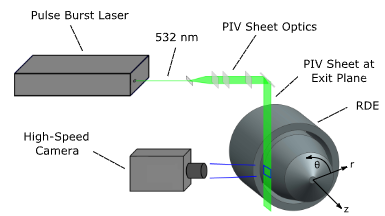 Pulse Burst Laser
532 nm
PIV Sheet Optics
PIV Sheet at
Exit Plane
RDE
High-Speed
Camera
θ
r
z